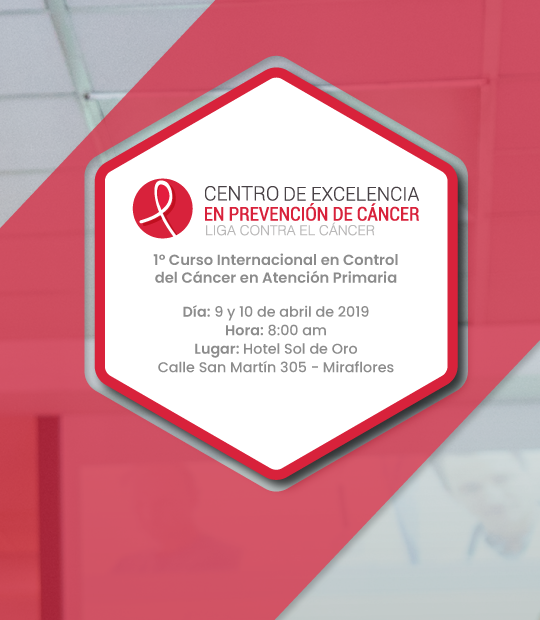 CENTRO DE EXCELENCIA
EN PREVENCIÓN DE CÁNCER
LIGA CONTRA EL CÁNCER
1º Curso Internacional en Control
del Cáncer en Atención Primaria
Día: 9 y 10 de abril de 2019
Hora: 8:00 am
Lugar: Hotel Sol de Oro
Calle San Martín 305 - Miraflores